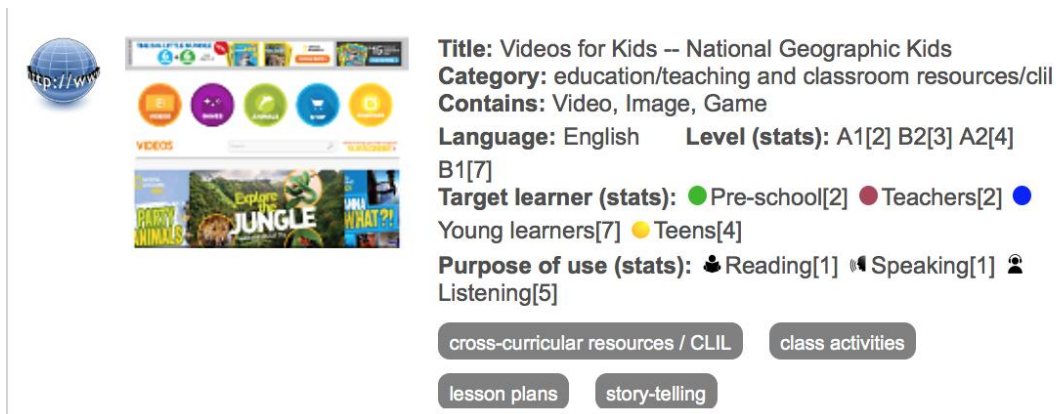 http://www
VIDEOS
SHOP
VIDEOS
PARTY
ANIMALS
Explore
the
JUNGLE
WHAT?!
Title: Videos for Kids -- National Geographic Kids
Category: education/teaching and classroom resources/clil
Contains: Video, Image, Game
Language: English Level (stats): A1[2] B2[3] A2[4]
B1[7]
Target learner (stats): Pre-school[2] Teachers[2]
Young learners[7] Teens[4]
Purpose of use (stats): Reading[1] Speaking[1]
Listening[5]
cross-curricular resources / CLIL class activities
lesson plans story-telling